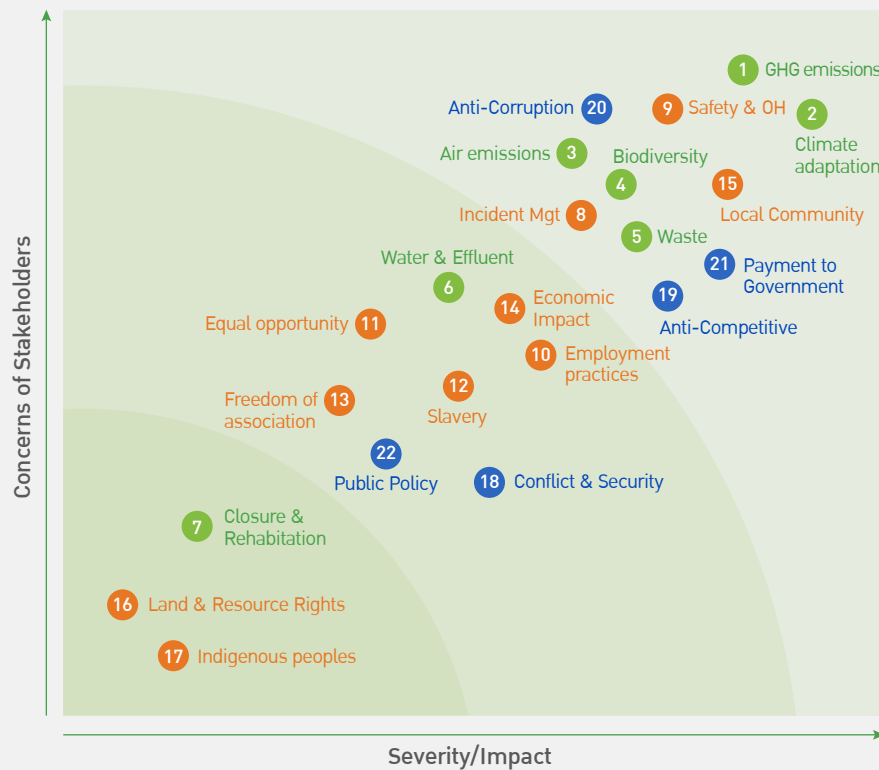 1 GHG emissions
Anti-Corruption 20
9 Safety & OH
2
Climate
adaptation
Air emissions 3
Biodiversity
4
15
Local Community
Incident Mgt 8
5 Waste
Water & Effluent
6
21 Payment to
Government
19
Anti-Competitive
14 Economic
Impact
Equal opportunity 11
10 Employment
practices
12
Slavery
Freedom of 13
association
22
Public Policy
18 Conflict & Security
7 Closure &
Rehabitation
16 Land & Resource Rights
17 Indigenous peoples
Concerns of Stakeholders
Severity/Impact